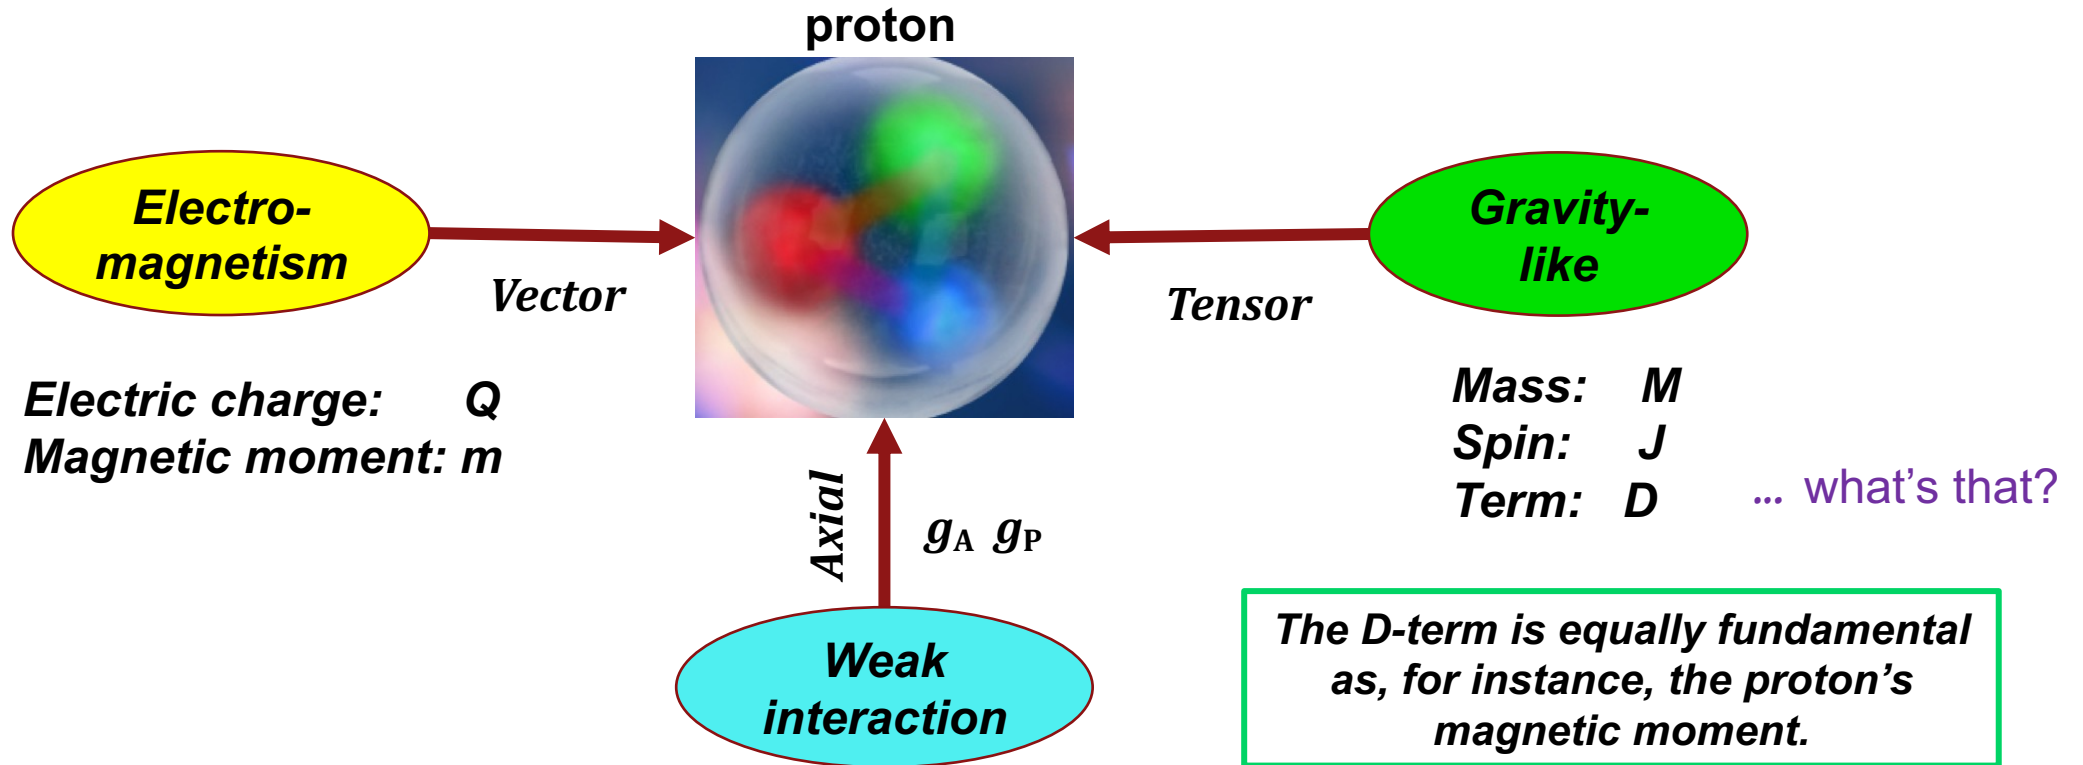 proton
Electro-
magnetism
Vector
Electric charge: Q
Magnetic moment: m
Axial
gA gP
Weak
interaction
Gravity-
like
Tensor
Mass: M
Spin: J
Term: D ... what's that?
The D-term is equally fundamental
as, for instance, the proton's
magnetic moment.